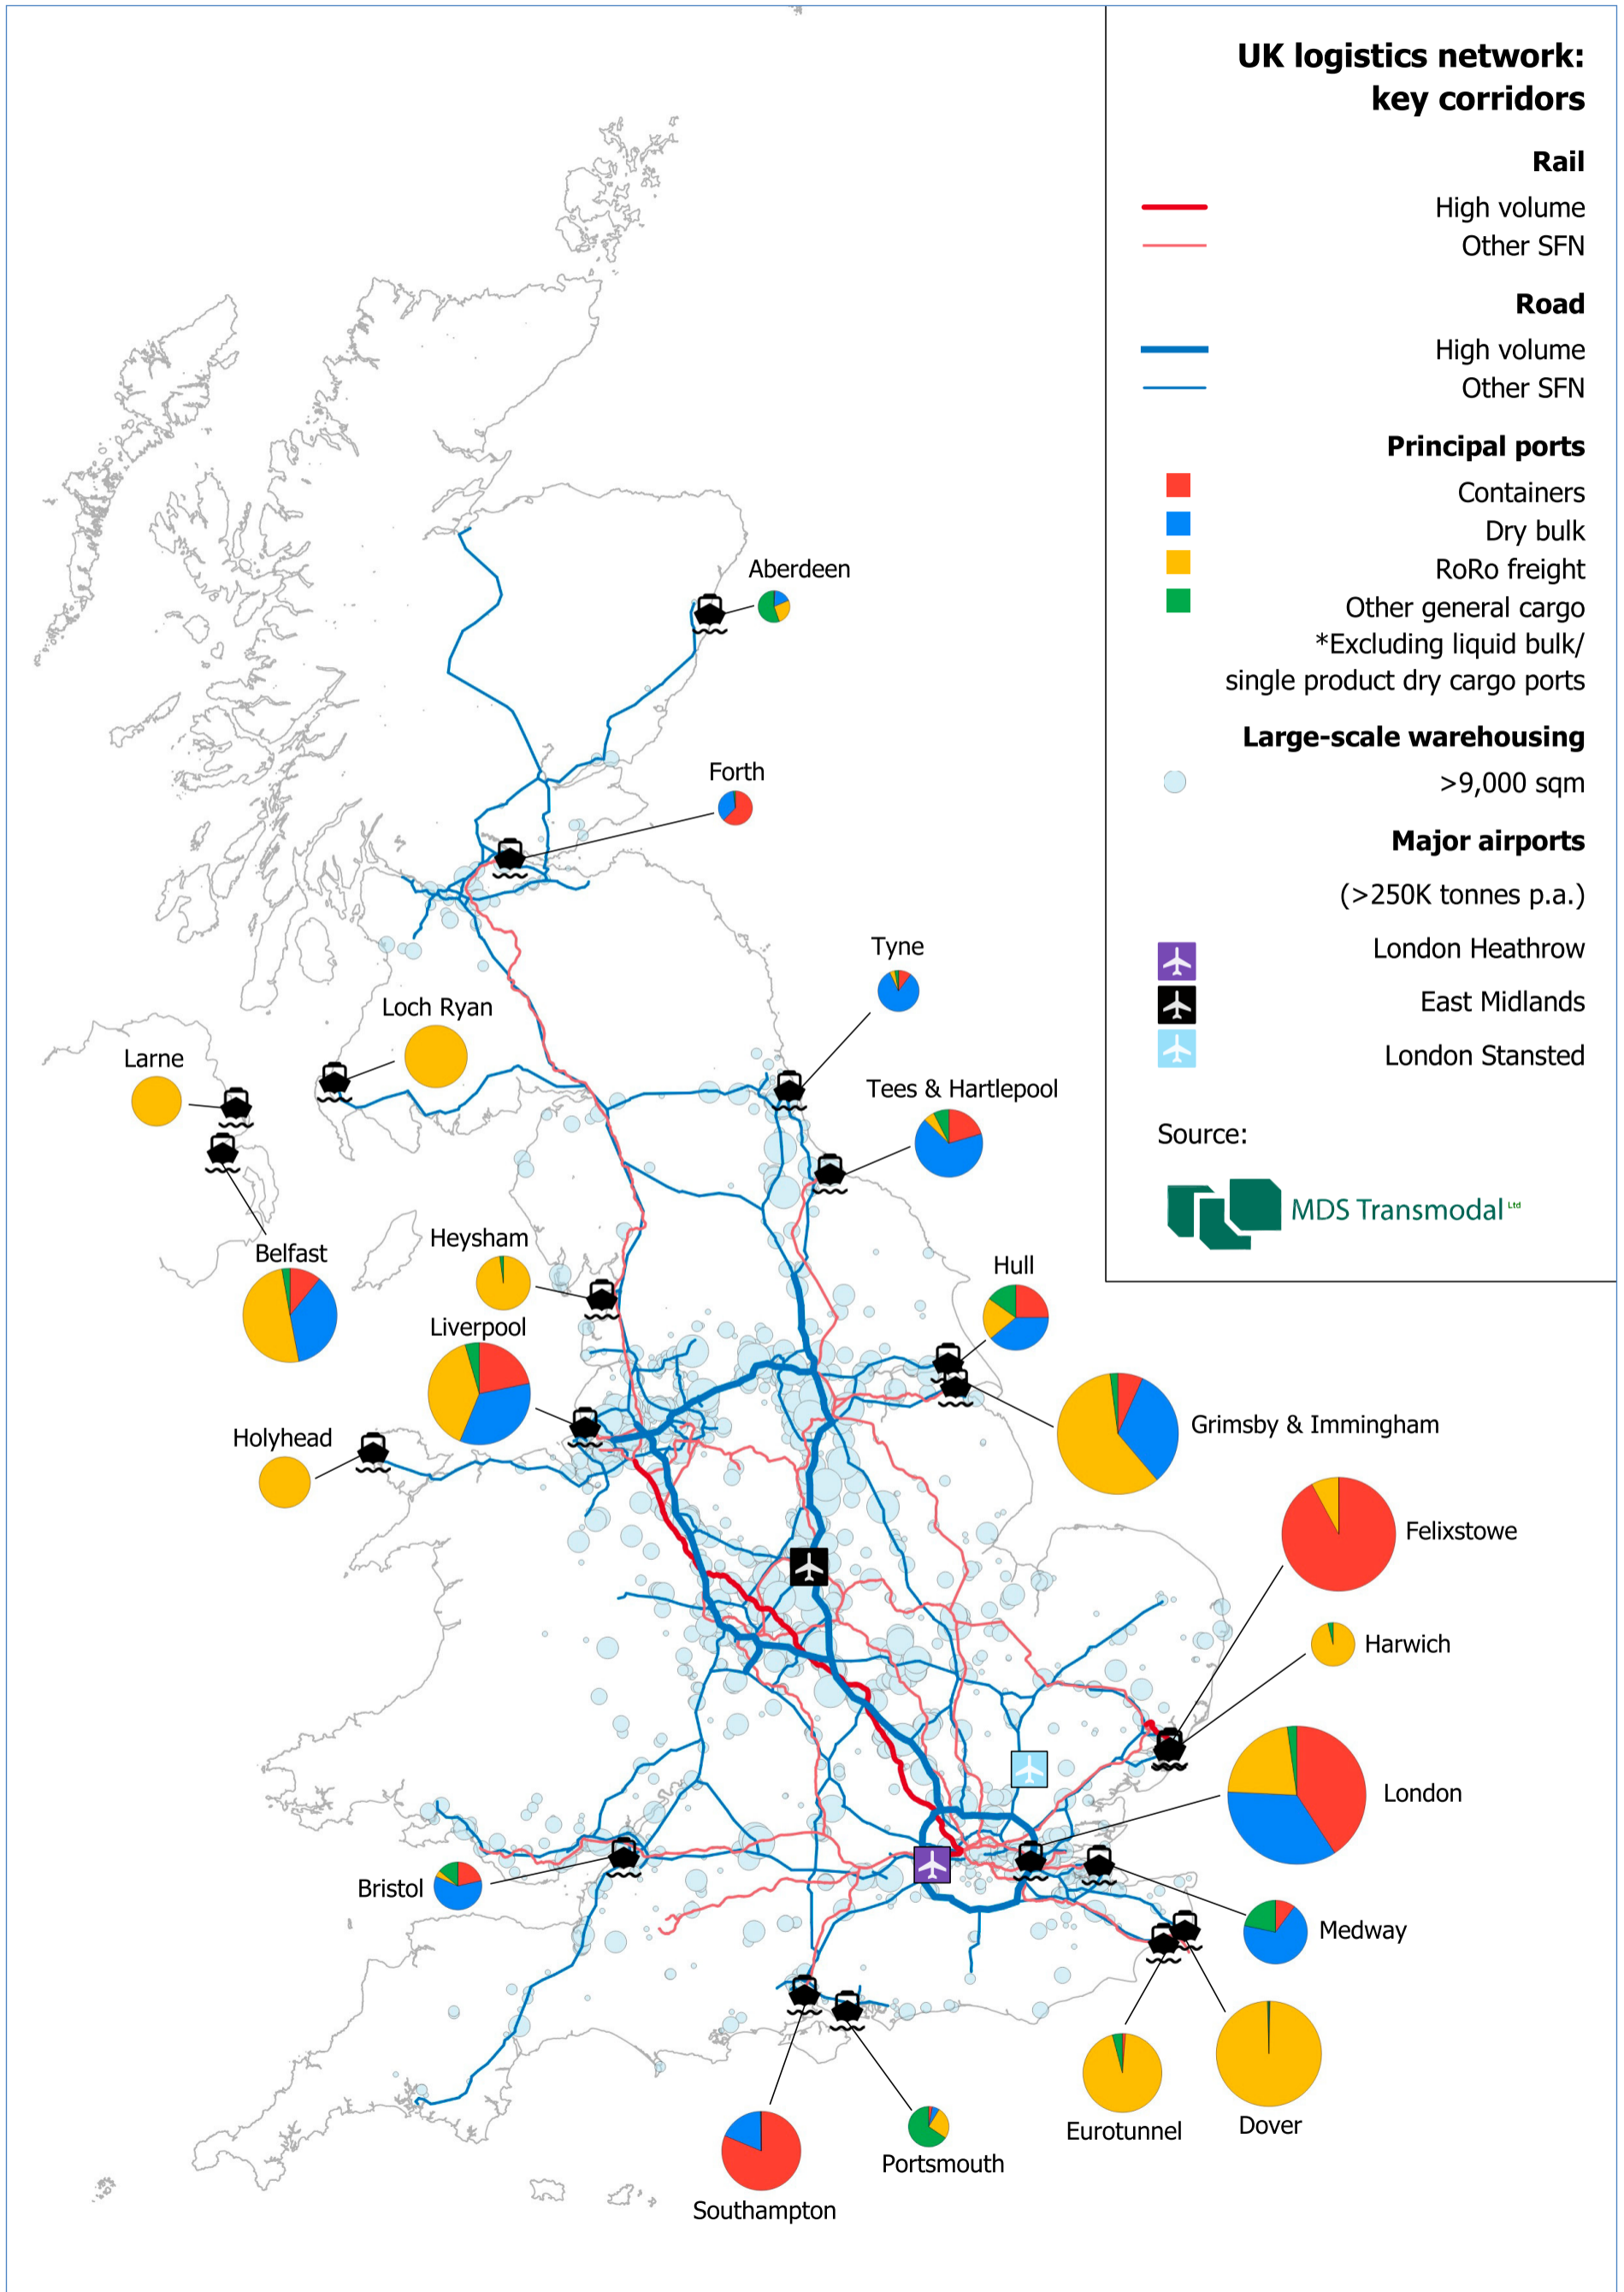 UK logistics network:
key corridors
Rail
High volume
Other SFN
Road
High volume
Other SFN
Principal ports
Containers
Dry bulk
RoRo freight
Other general cargo
*Excluding liquid bulk/
single product dry cargo ports
Large-scale warehousing
>9,000 sqm
Major airports
(>250K tonnes p.a.)
London Heathrow
East Midlands
London Stansted
Source:
MDS Transmodal Ltd
Aberdeen
Forth
Tyne
Loch Ryan
Larne
Tees & Hartlepool
Heysham
Belfast
Hull
Liverpool
Grimsby & Immingham
Holyhead
Felixstowe
Harwich
London
Bristol
Medway
Eurotunnel
Dover
Portsmouth
Southampton